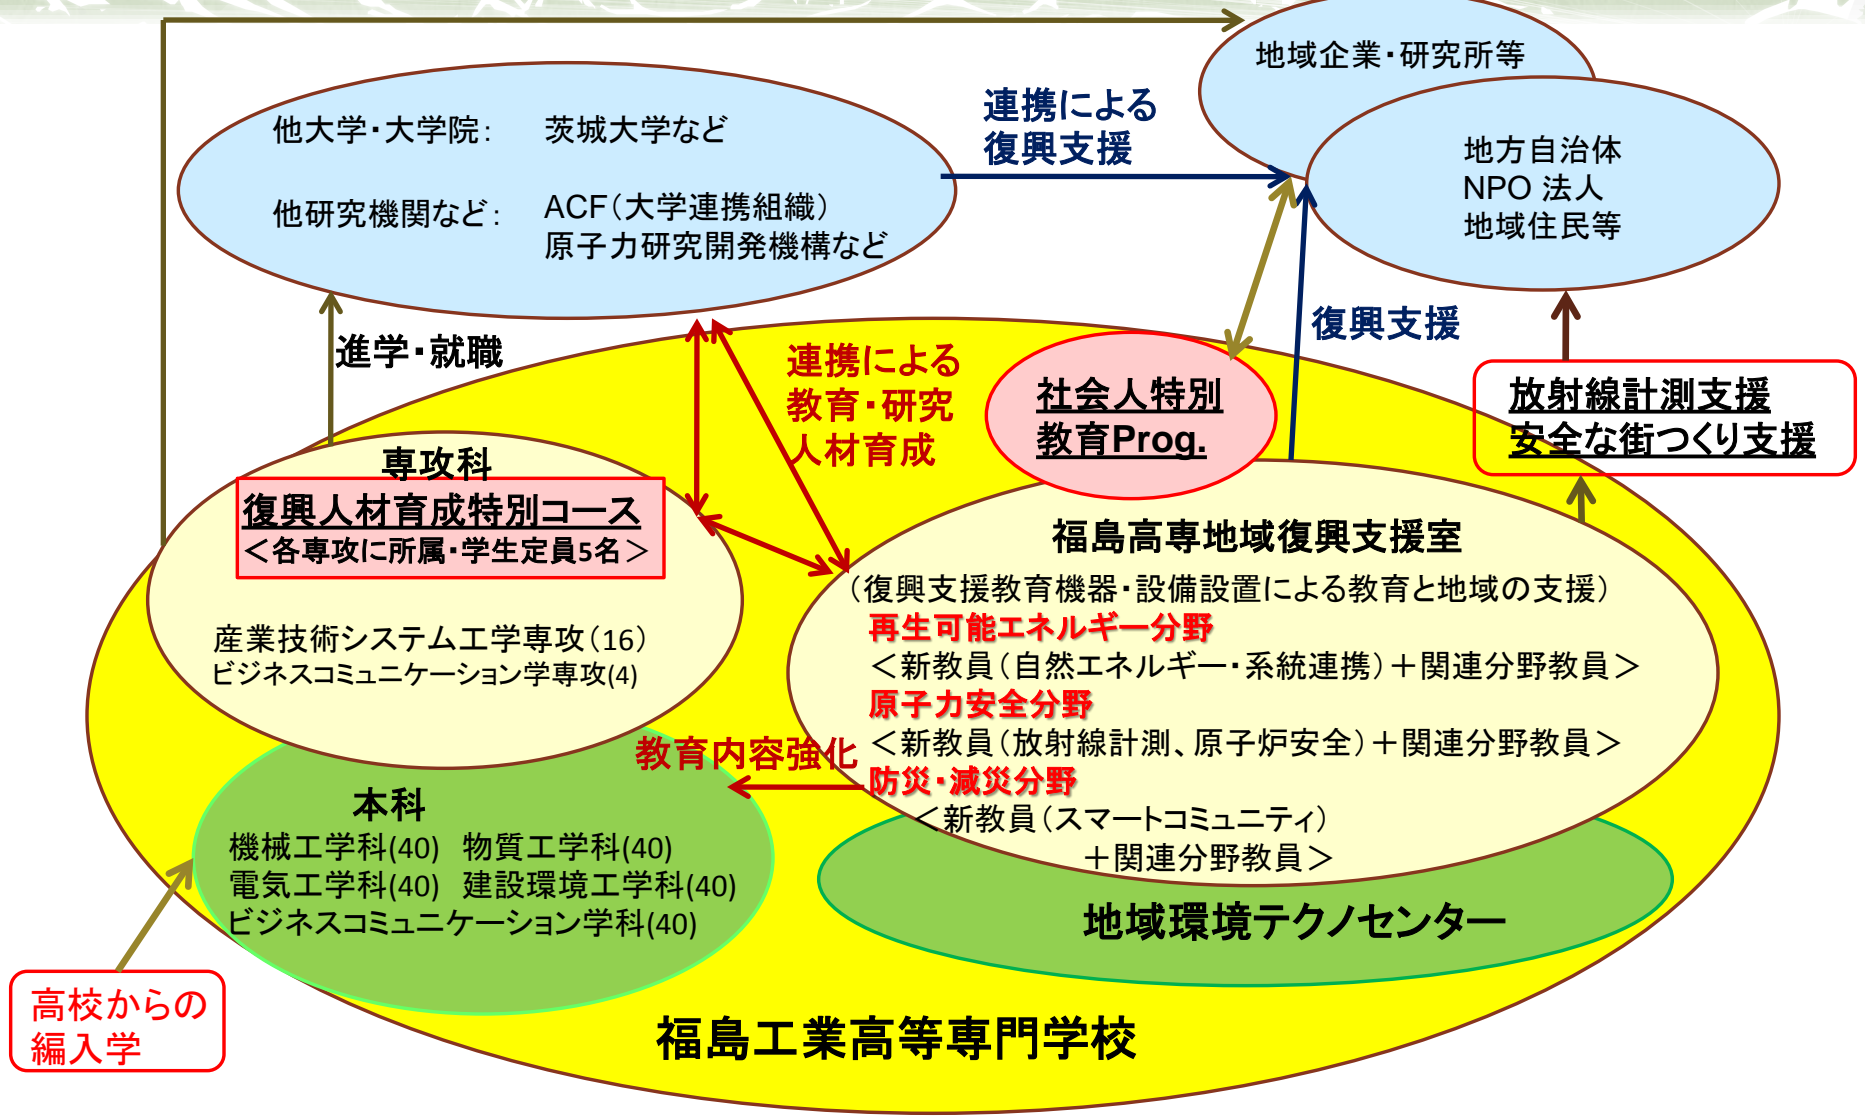 地域企業・研究所等
連携による
復興支援
他大学・大学院： 茨城大学など
他研究機関など： ACF（大学連携組織）
原子力研究開発機構など
地方自治体
NPO 法人
地域住民等
復興支援
進学・就職
連携による
教育・研究
人材育成
社会人特別
教育Prog.
放射線計測支援
安全な街つくり支援
専攻科
復興人材育成特別コース
＜各専攻に所属・学生定員5名＞
産業技術システム工学専攻（16）
ビジネスコミュニケーション学専攻(4)
福島高専地域復興支援室
（復興支援教育機器・設備設置による教育と地域の支援）
再生可能エネルギー分野
＜新教員（自然エネルギー・系統連携）＋関連分野教員＞
原子力安全分野
＜新教員（放射線計測、原子炉安全）＋関連分野教員＞
防災・減災分野
＜新教員（スマートコミュニティ）
＋関連分野教員＞
教育内容強化
本科
機械工学科(40) 物質工学科(40)
電気工学科(40) 建設環境工学科(40)
ビジネスコミュニケーション学科(40)
地域環境テクノセンター
高校からの
編入学
福島工業高等専門学校